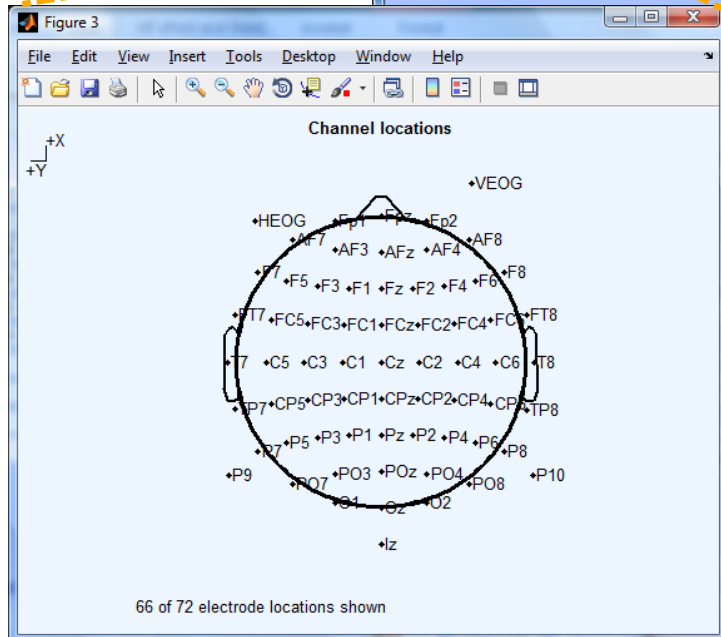 Figure 3
File Edit View Insert Tools Desktop Window Help
Channel locations
+X
+Y
VEOG
HEOG Fp1 Fpz Fp2
AF7 AF3 AFz AF4 AF8
F7 F5 F3 F1 Fz F2 F4 F6 F8
FT7 FC5 FC3 FC1 FCz FC2 FC4 FC6 FT8
T7 C5 C3 C1 Cz C2 C4 C6 T8
TP7 CP5 CP3 CP1 CPz CP2 CP4 CP6 TP8
P7 P5 P3 P1 Pz P2 P4 P6 P8
P9 PO7 PO3 POz PO4 PO8 P10
O1 Oz O2
Iz
66 of 72 electrode locations shown